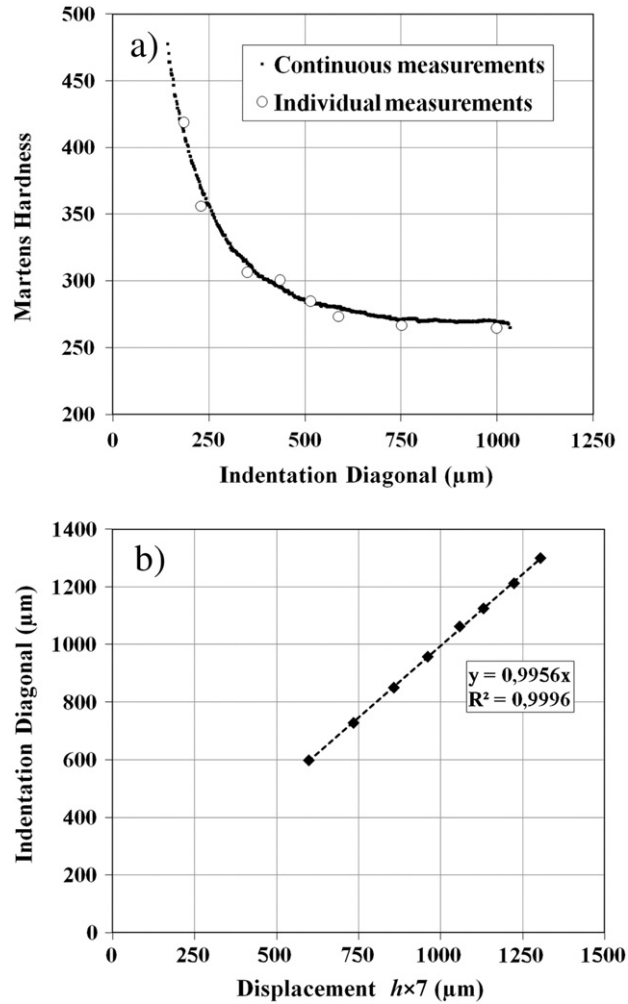 a)
500
450
400
350
300
250
200
Martens Hardness
Continuous measurements
Individual measurements
0 250 500 750 1000 1250
Indentation Diagonal (µm)
b)
1400
1200
1000
800
600
400
200
0
Indentation Diagonal (µm)
y = 0,9956x
R² = 0,9996
0 250 500 750 1000 1250 1500
Displacement h×7 (µm)